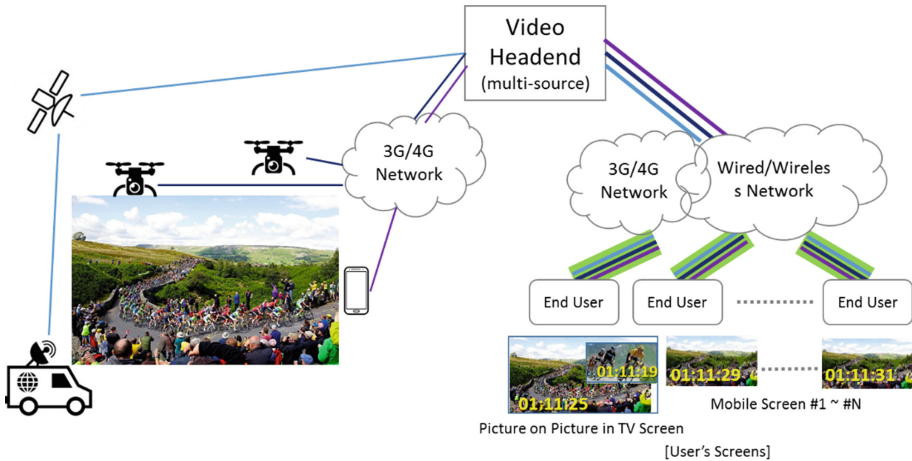 Video
Headend
(multi-source)
3G/4G
Network
3G/4G
Network
Wired/Wireles
s Network
End User
End User
End User
01:11:19
01:11:25
01:11:29
01:11:31
Mobile Screen #1 ~ #N
Picture on Picture in TV Screen
[User's Screens]